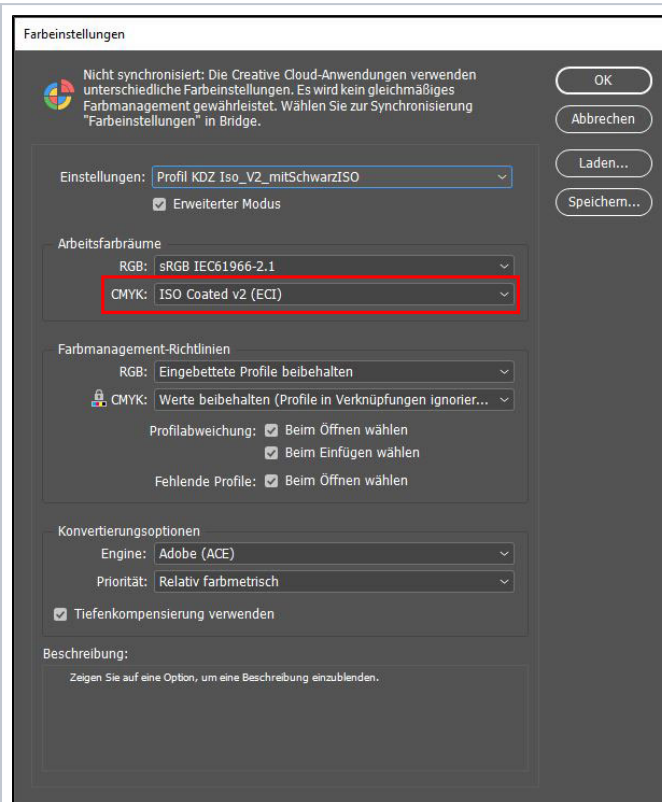 Farbeinstellungen
Nicht synchronisiert: Die Creative Cloud-Anwendungen verwenden
unterschiedliche Farbeinstellungen. Es wird kein gleichmäßiges
Farbmanagement gewährleistet. Wählen Sie zur Synchronisierung
"Farbeinstellungen" in Bridge.
OK
Abbrechen
Laden...
Speichern...
Einstellungen: Profil KDZ Iso_V2_mitSchwarzISO
Erweiterter Modus
Arbeitsfarbräume
RGB: sRGB IEC61966-2.1
CMYK: ISO Coated v2 (ECI)
Farbmanagement-Richtlinien
RGB: Eingebettete Profile beibehalten
CMYK: Werte beibehalten (Profile in Verknüpfungen ignorier...
Profilabweichung: Beim Öffnen wählen
Beim Einfügen wählen
Fehlende Profile: Beim Öffnen wählen
Konvertierungsoptionen
Engine: Adobe (ACE)
Priorität: Relativ farbmetrisch
Tiefenkompensierung verwenden
Beschreibung:
Zeigen Sie auf eine Option, um eine Beschreibung einzublenden.